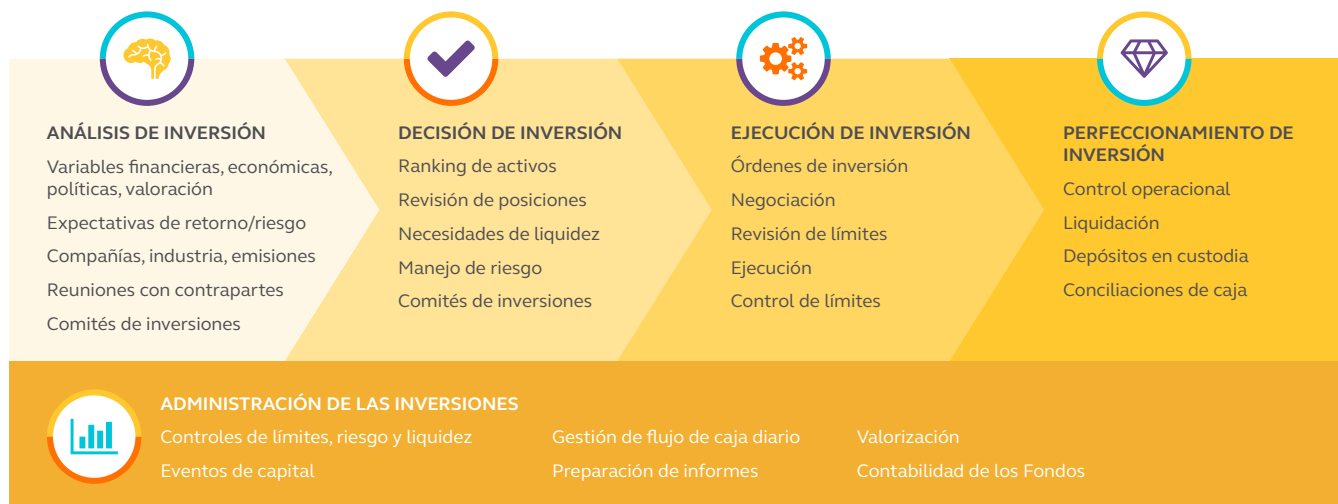 ANÁLISIS DE INVERSIÓN
Variables financieras, económicas,
políticas, valoración
Expectativas de retorno/riesgo
Compañías, industria, emisiones
Reuniones con contrapartes
Comités de inversiones
DECISIÓN DE INVERSIÓN
Ranking de activos
Revisión de posiciones
Necesidades de liquidez
Manejo de riesgo
Comités de inversiones
EJECUCIÓN DE INVERSIÓN
Órdenes de inversión
Negociación
Revisión de límites
Ejecución
Control de límites
PERFECCIONAMIENTO DE
INVERSIÓN
Control operacional
Liquidación
Depósitos en custodia
Conciliaciones de caja
ADMINISTRACIÓN DE LAS INVERSIONES
Controles de límites, riesgo y liquidez
Eventos de capital
Gestión de flujo de caja diario
Preparación de informes
Valorización
Contabilidad de los Fondos